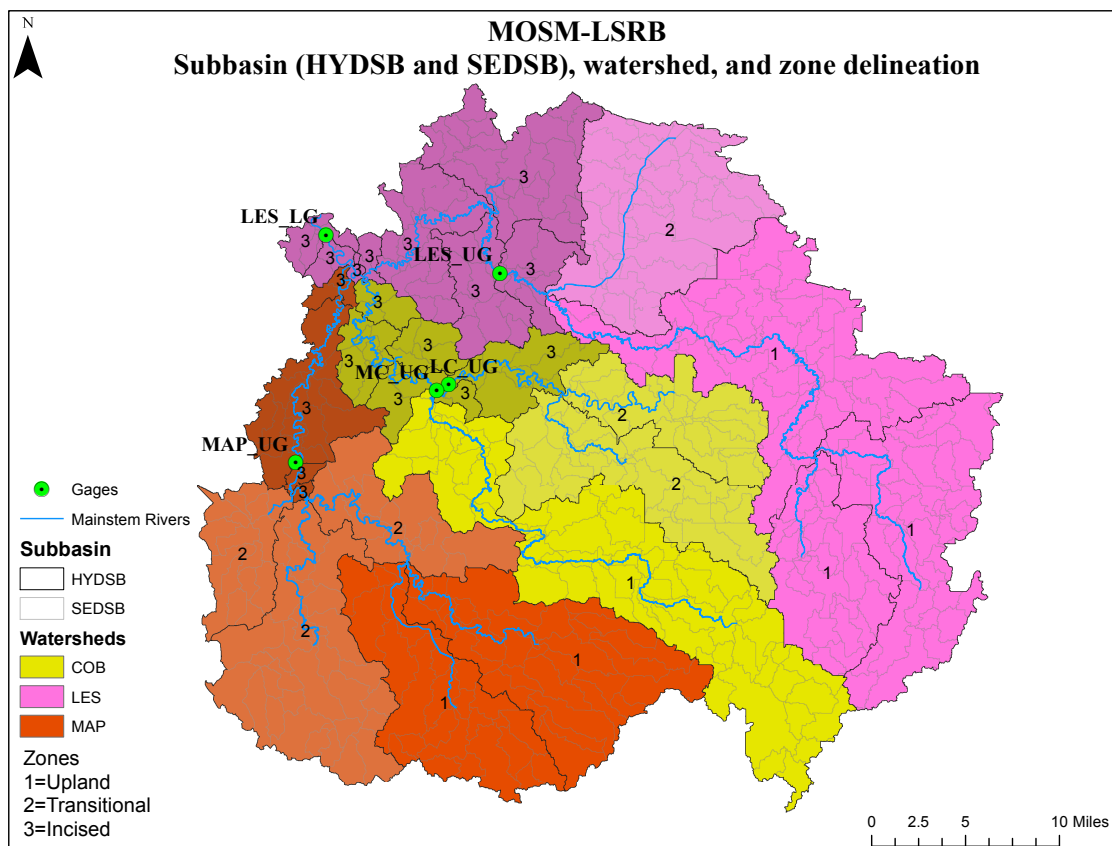 N
MOSM-LSRB
Subbasin (HYDSB and SEDSB), watershed, and zone delineation
3
2
LES_LG
3
3
3
LES_UG
3
3
3
3
3
3
3
1
3
3
MC_UG
LC_UG
3
3
3
3
2
MAP_UG
3
3
2
Gages
Mainstem Rivers
2
2
1
Subbasin
HYDSB
SEDSB
1
1
2
Watersheds
COB
LES
MAP
1
1
Zones
1=Upland
2=Transitional
3=Incised
0 2.5 5 10 Miles